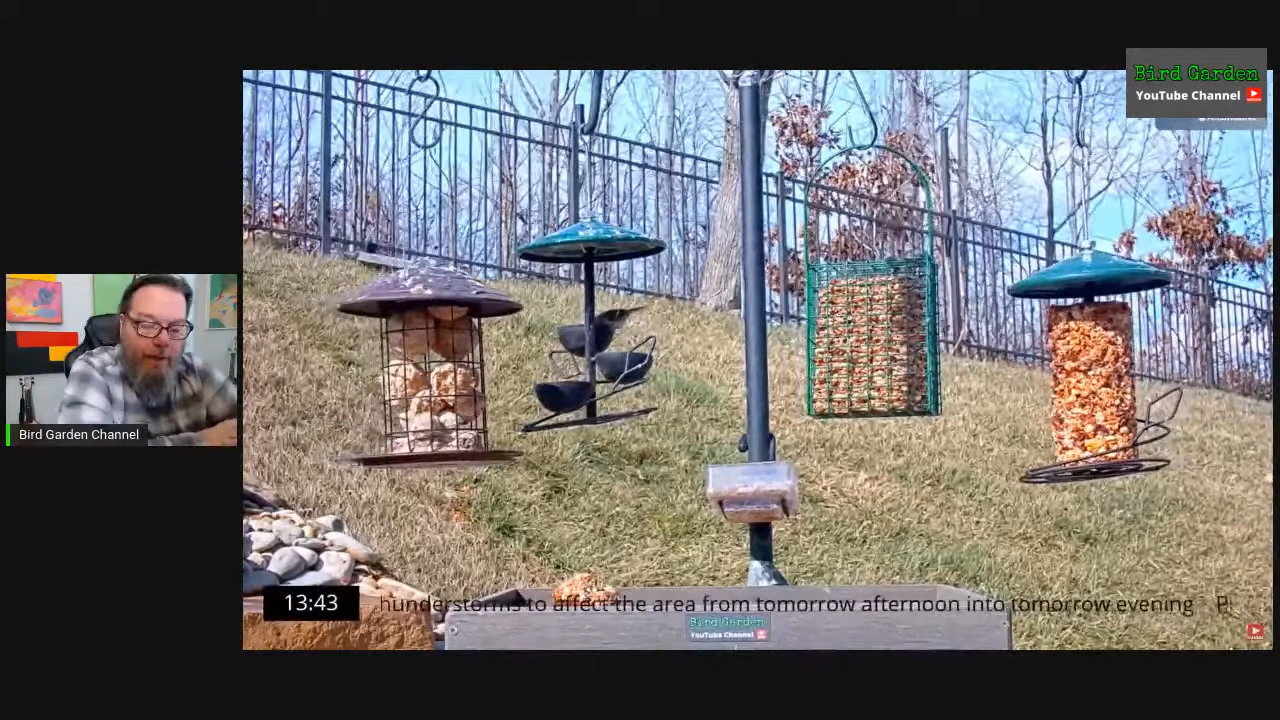 Bird Garden
YouTube Channel
Bird Garden Channel
13:43
hunderstorms to affect the area from tomorrow afternoon into tomorrow evening P
Bird Garden
YouTube Channel